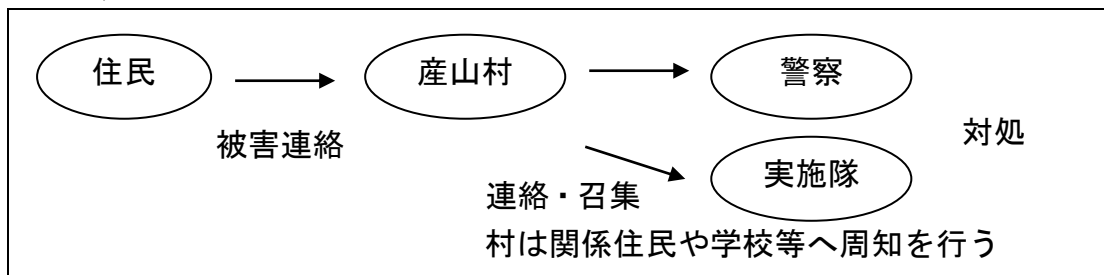 住民
産山村
警察
被害連絡
対処
実施隊
連絡・召集
村は関係住民や学校等へ周知を行う